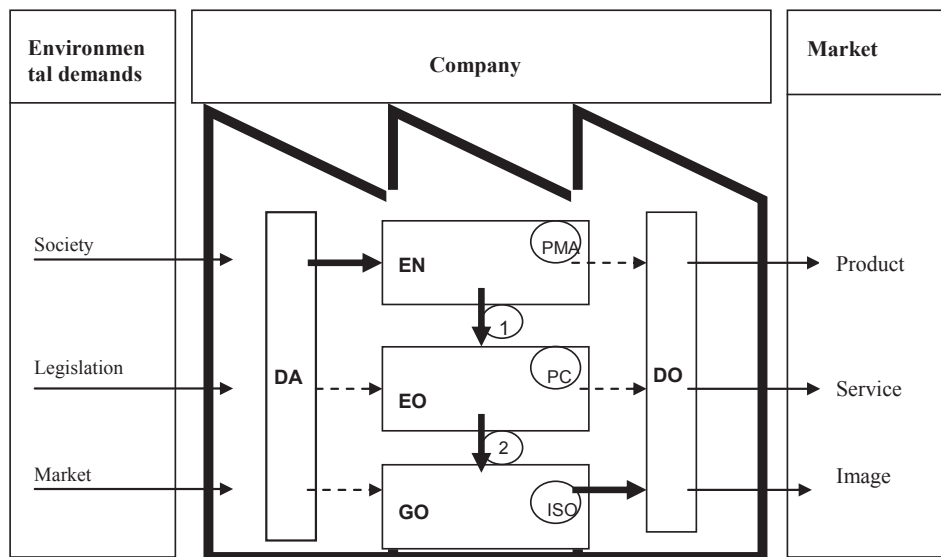 Environmen
tal demands
Company
Market
Society
EN
PMA
Product
1
Legislation
DA
EO
PC
DO
Service
2
Market
GO
ISO
Image